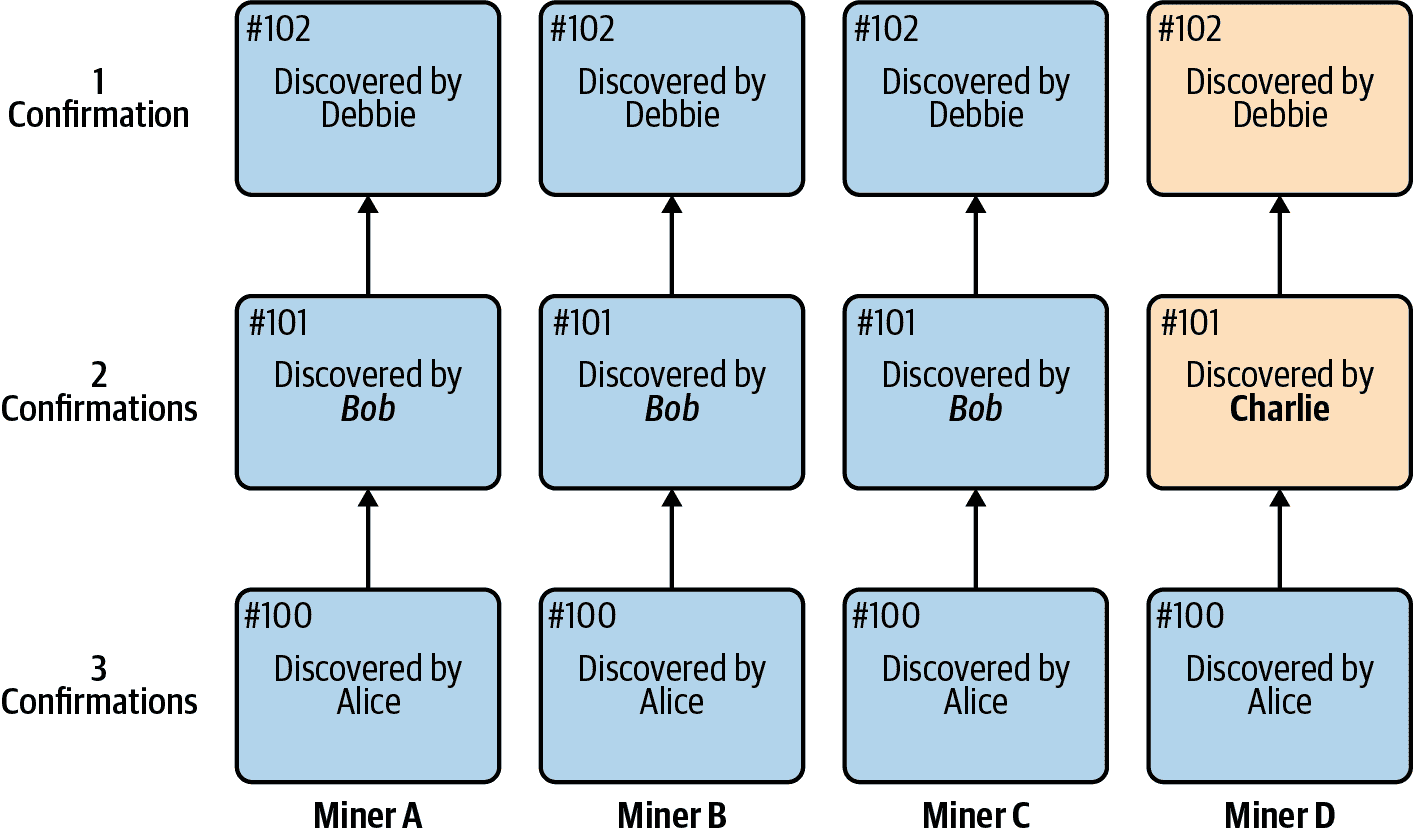 1
Confirmation
#102
Discovered by
Debbie
#102
Discovered by
Debbie
#102
Discovered by
Debbie
#102
Discovered by
Debbie
2
Confirmations
#101
Discovered by
Bob
#101
Discovered by
Bob
#101
Discovered by
Bob
#101
Discovered by
Charlie
3
Confirmations
#100
Discovered by
Alice
#100
Discovered by
Alice
#100
Discovered by
Alice
#100
Discovered by
Alice
Miner A
Miner B
Miner C
Miner D